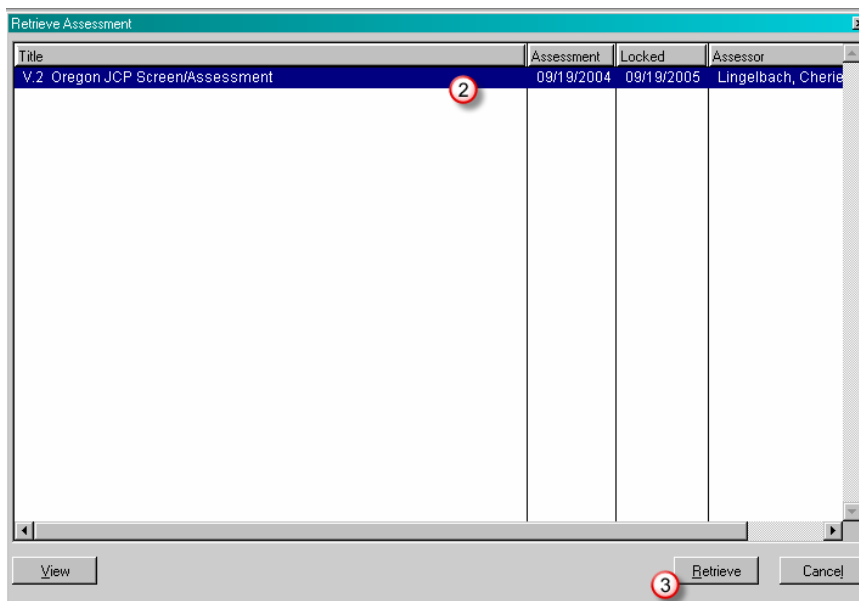 Retrieve Assessment
Title Assessment Locked Assessor
V.2 Oregon JCP Screen/Assessment 09/19/2004 09/19/2005 Lingelbach, Cherie
2
View Retrieve Cancel
3